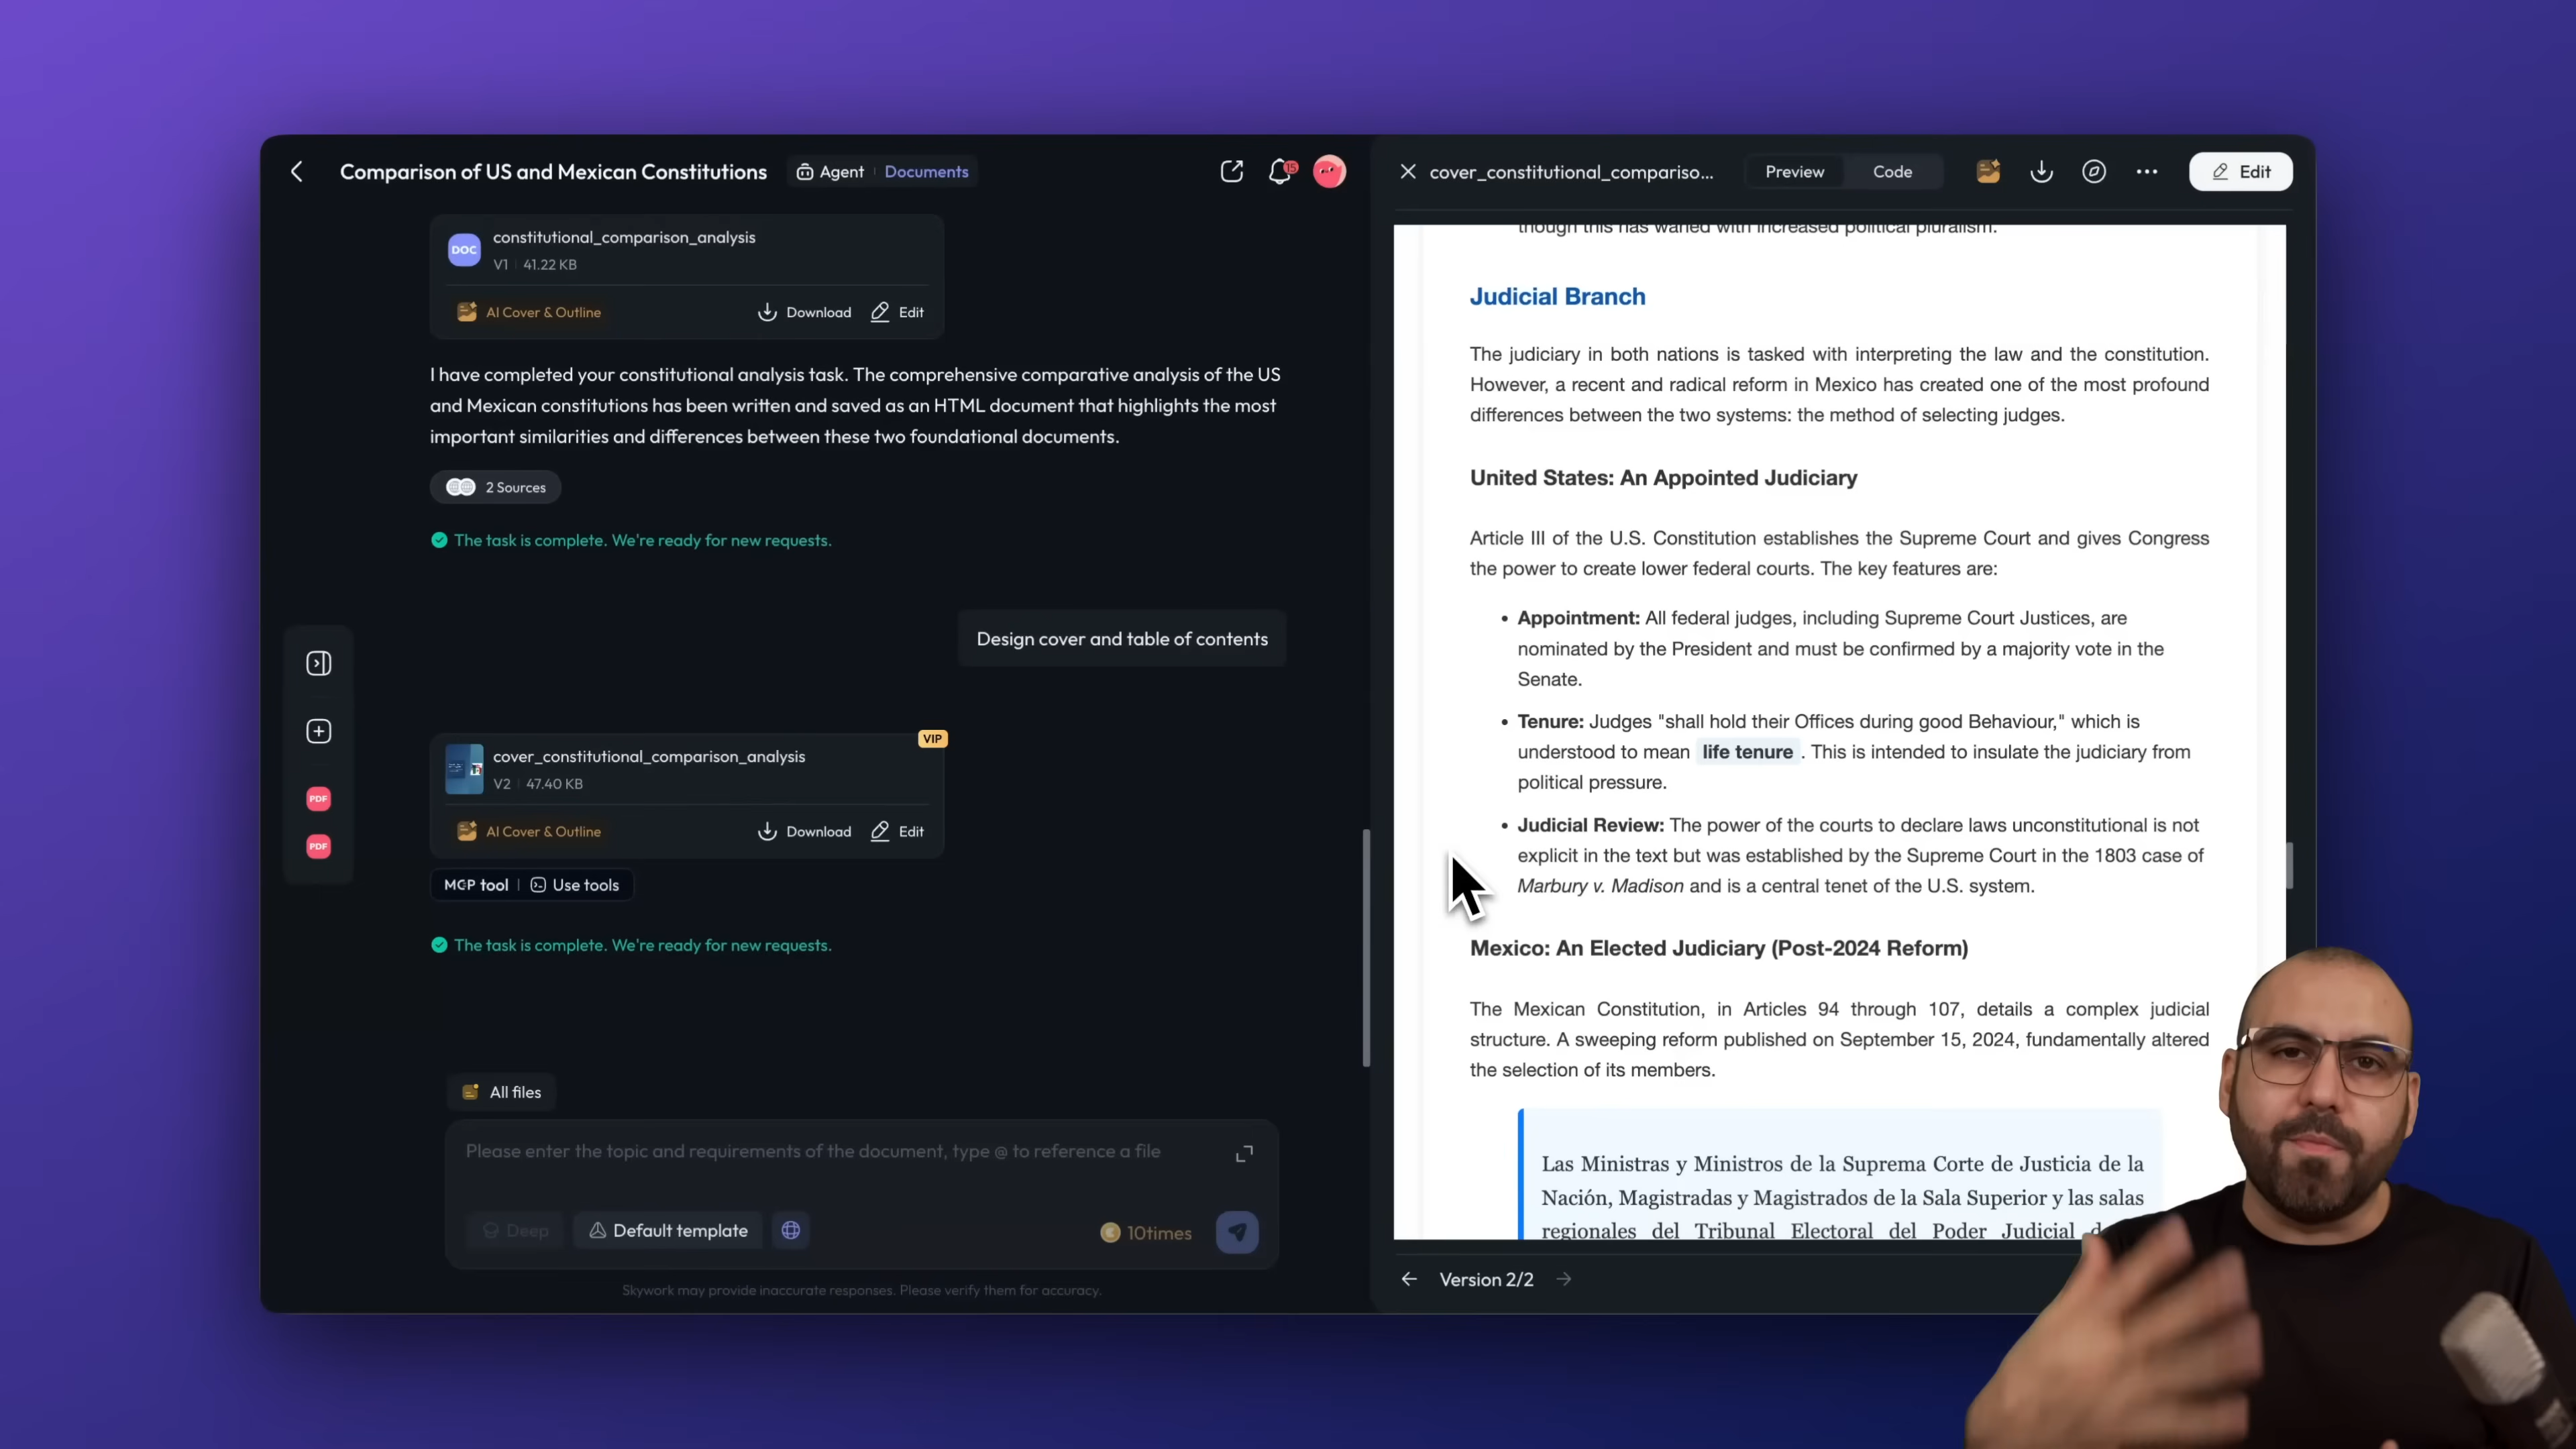 Comparison of US and Mexican Constitutions
Agent
Documents
15
DOC
constitutional_comparison_analysis
V1 41.22 KB
AI Cover & Outline
Download
Edit
I have completed your constitutional analysis task. The comprehensive comparative analysis of the US
and Mexican constitutions has been written and saved as an HTML document that highlights the most
important similarities and differences between these two foundational documents.
2 Sources
The task is complete. We're ready for new requests.
Design cover and table of contents
VIP
cover_constitutional_comparison_analysis
V2 47.40 KB
AI Cover & Outline
Download
Edit
PDF
PDF
MCP tool
Use tools
The task is complete. We're ready for new requests.
All files
Please enter the topic and requirements of the document, type @ to reference a file
Deep
Default template
10times
Skywork may provide inaccurate responses. Please verify them for accuracy.
cover_constitutional_compariso...
Preview
Code
Edit
though this has waned with increased political pluralism.
Judicial Branch
The judiciary in both nations is tasked with interpreting the law and the constitution.
However, a recent and radical reform in Mexico has created one of the most profound
differences between the two systems: the method of selecting judges.
United States: An Appointed Judiciary
Article III of the U.S. Constitution establishes the Supreme Court and gives Congress
the power to create lower federal courts. The key features are:
• Appointment: All federal judges, including Supreme Court Justices, are
nominated by the President and must be confirmed by a majority vote in the
Senate.
• Tenure: Judges "shall hold their Offices during good Behaviour," which is
understood to mean life tenure . This is intended to insulate the judiciary from
political pressure.
• Judicial Review: The power of the courts to declare laws unconstitutional is not
explicit in the text but was established by the Supreme Court in the 1803 case of
Marbury v. Madison and is a central tenet of the U.S. system.
Mexico: An Elected Judiciary (Post-2024 Reform)
The Mexican Constitution, in Articles 94 through 107, details a complex judicial
structure. A sweeping reform published on September 15, 2024, fundamentally altered
the selection of its members.
Las Ministras y Ministros de la Suprema Corte de Justicia de la
Nación, Magistradas y Magistrados de la Sala Superior y las salas
regionales del Tribunal Electoral del Poder Judicial
Version 2/2